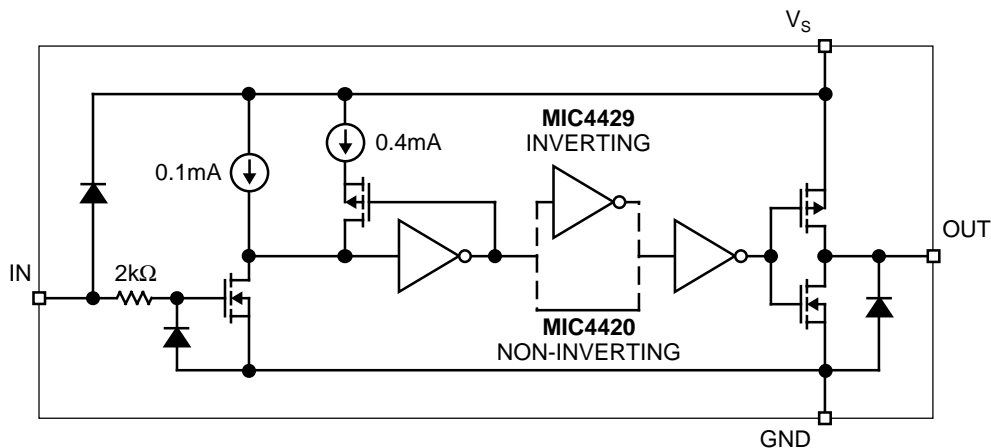 V_S
MIC4429
INVERTING
0.4mA
0.1mA
OUT
IN
2kΩ
MIC4420
NON-INVERTING
GND